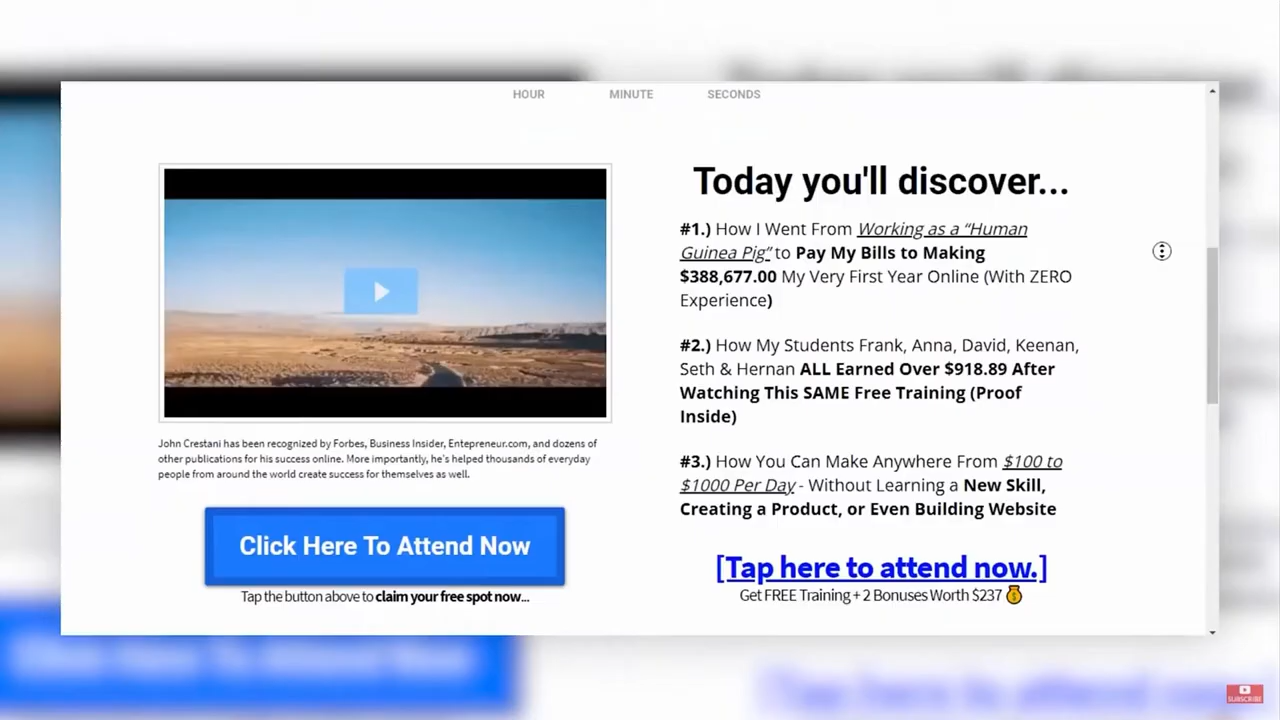 HOUR MINUTE SECONDS
Today you'll discover...
#1.) How I Went From Working as a “Human
Guinea Pig” to Pay My Bills to Making
$388,677.00 My Very First Year Online (With ZERO
Experience)
#2.) How My Students Frank, Anna, David, Keenan,
Seth & Hernan ALL Earned Over $918.89 After
Watching This SAME Free Training (Proof
Inside)
#3.) How You Can Make Anywhere From $100 to
$1000 Per Day - Without Learning a New Skill,
Creating a Product, or Even Building Website
[Tap here to attend now.]
Get FREE Training + 2 Bonuses Worth $237
John Crestani has been recognized by Forbes, Business Insider, Entepreneur.com, and dozens of
other publications for his success online. More importantly, he's helped thousands of everyday
people from around the world create success for themselves as well.
Click Here To Attend Now
Tap the button above to claim your free spot now...
SUBSCRIBE